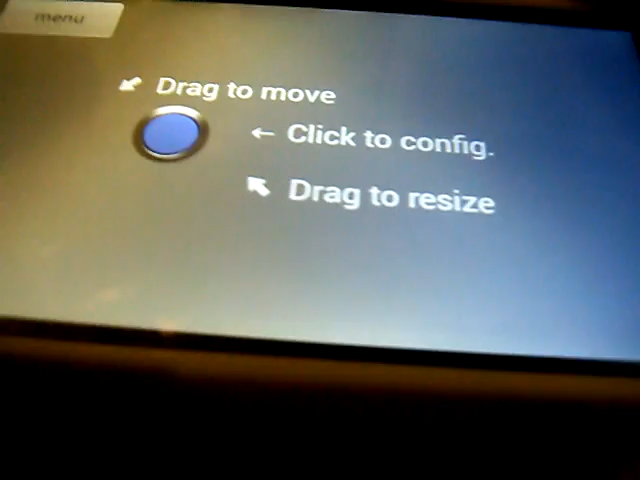 menu
Drag to move
← Click to config.
Drag to resize